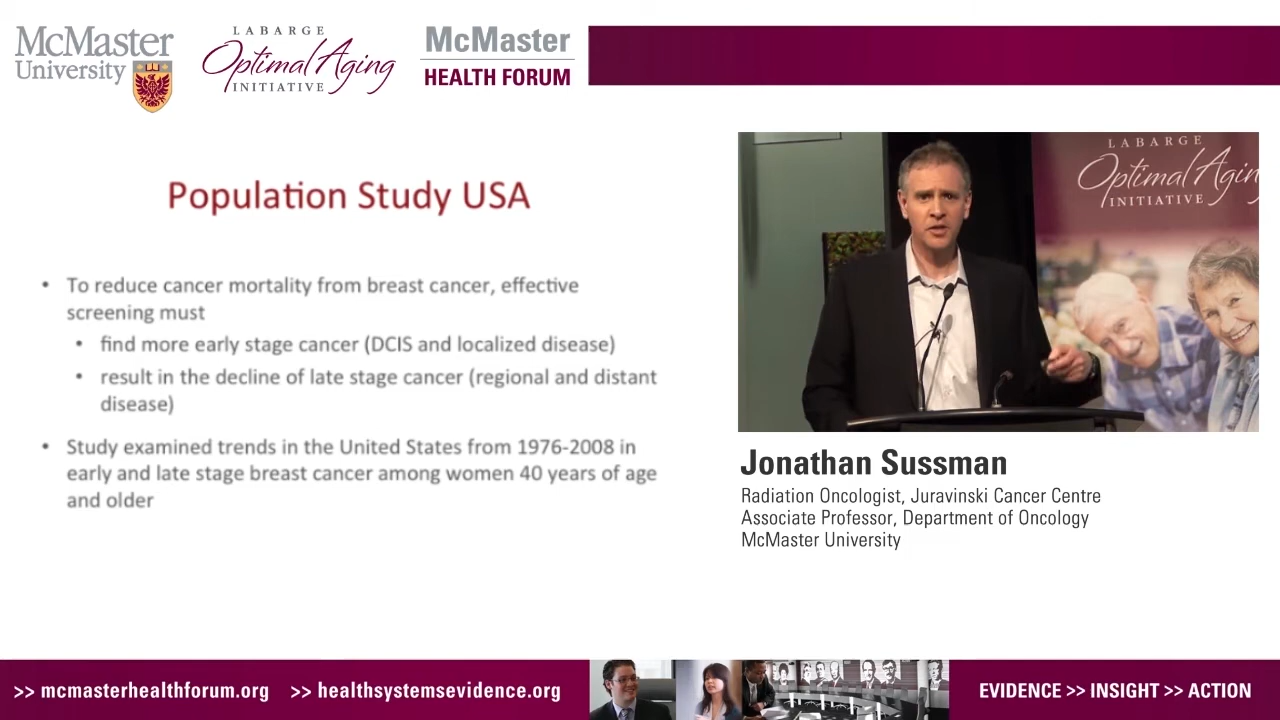 McMaster
University
LABARGE
Optimal Aging
INITIATIVE
McMaster
HEALTH FORUM
Population Study USA
• To reduce cancer mortality from breast cancer, effective
screening must
• find more early stage cancer (DCIS and localized disease)
• result in the decline of late stage cancer (regional and distant
disease)
• Study examined trends in the United States from 1976-2008 in
early and late stage breast cancer among women 40 years of age
and older
LABARGE
Optimal Agin
INITIATIVE
Jonathan Sussman
Radiation Oncologist, Juravinski Cancer Centre
Associate Professor, Department of Oncology
McMaster University
>> mcmasterhealthforum.org >> healthsystemsevidence.org
EVIDENCE >> INSIGHT >> ACTION